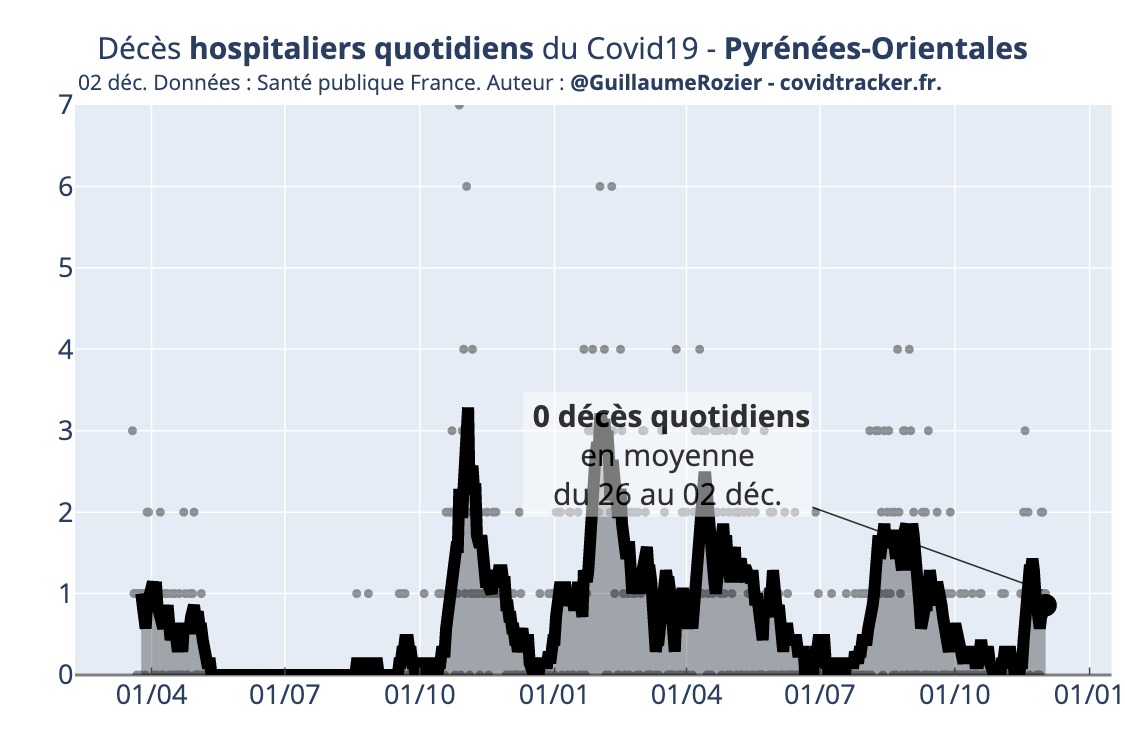 Décès hospitaliers quotidiens du Covid19 - Pyrénées-Orientales
02 déc. Données : Santé publique France. Auteur : @GuillaumeRozier - covidtracker.fr.
7
6
5
4
3
2
1
0
0 décès quotidiens
en moyenne
du 26 au 02 déc.
01/04 01/07 01/10 01/01 01/04 01/07 01/10 01/01